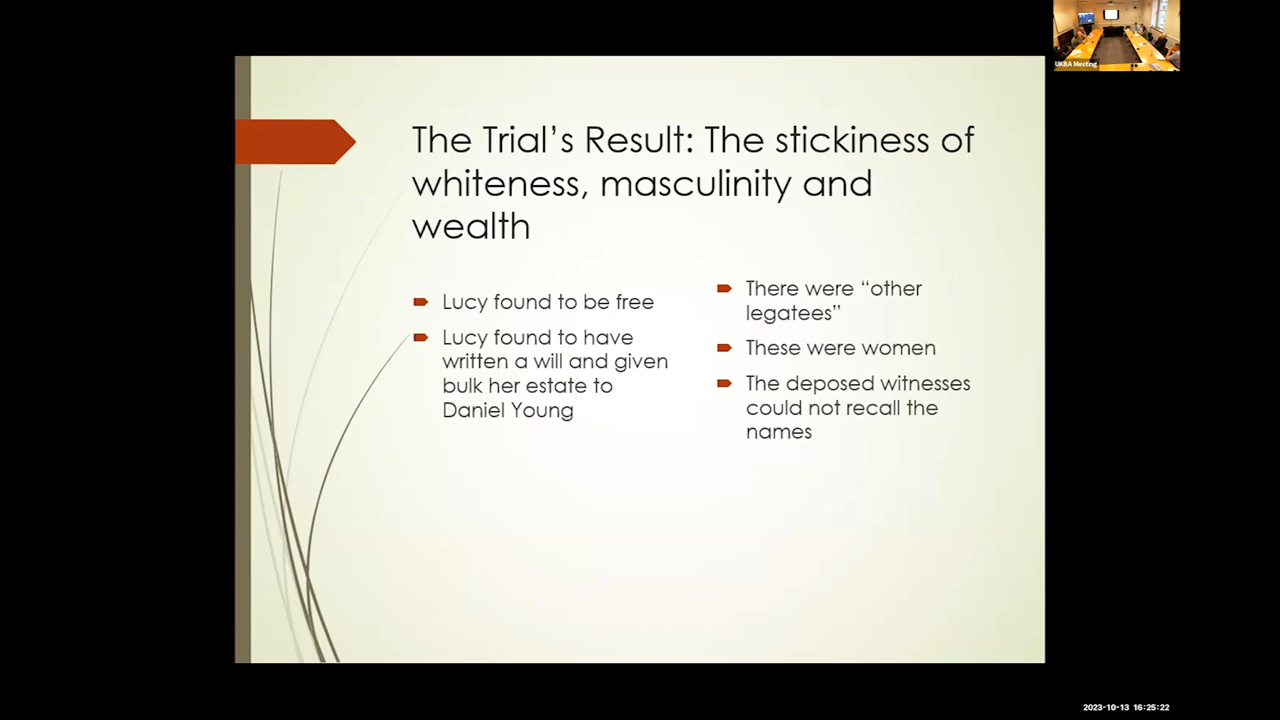 UKBA Meeting
The Trial’s Result: The stickiness of
whiteness, masculinity and
wealth
Lucy found to be free
Lucy found to have
written a will and given
bulk her estate to
Daniel Young
There were “other
legatees”
These were women
The deposed witnesses
could not recall the
names
2023-10-13 16:25:22